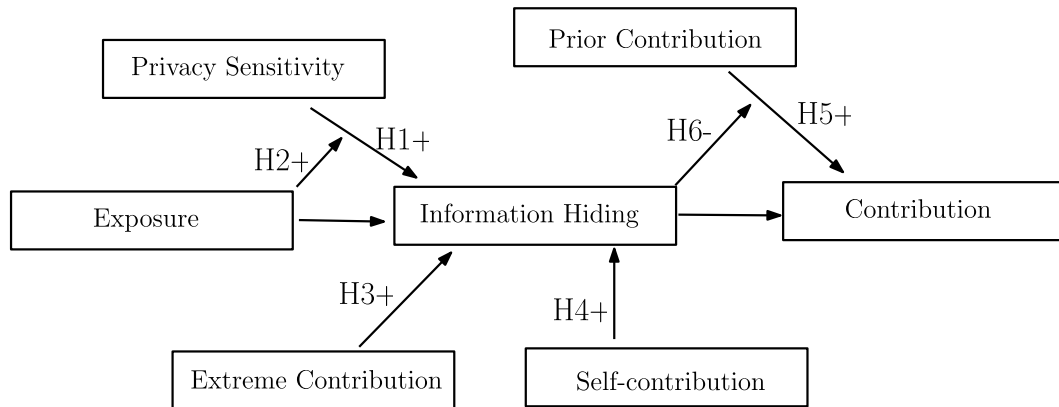 Prior Contribution
Privacy Sensitivity
H5+
H6-
H1+
H2+
Exposure
Information Hiding
Contribution
H3+
H4+
Extreme Contribution
Self-contribution